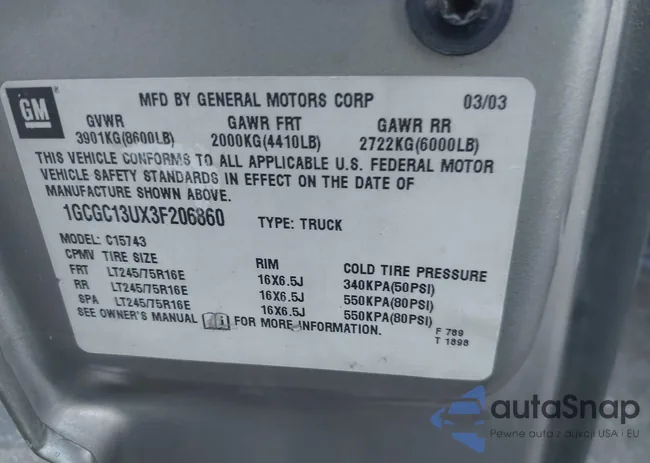 GM
MFD BY GENERAL MOTORS CORP 03/03
GVWR GAWR FRT GAWR RR
3901KG(8600LB) 2000KG(4410LB) 2722KG(6000LB)
THIS VEHICLE CONFORMS TO ALL APPLICABLE U.S. FEDERAL MOTOR
VEHICLE SAFETY STANDARDS IN EFFECT ON THE DATE OF
MANUFACTURE SHOWN ABOVE.
1GCGC13UX3F206860 TYPE: TRUCK
MODEL: C15743
CPMV TIRE SIZE RIM COLD TIRE PRESSURE
FRT LT245/75R16E 16X6.5J 340KPA(50PSI)
RR LT245/75R16E 16X6.5J 550KPA(80PSI)
SPA LT245/75R16E 16X6.5J 550KPA(80PSI)
SEE OWNER'S MANUAL FOR MORE INFORMATION.
F 789
T 1898
autaSnap
Pewne auta z aukcji USA i EU